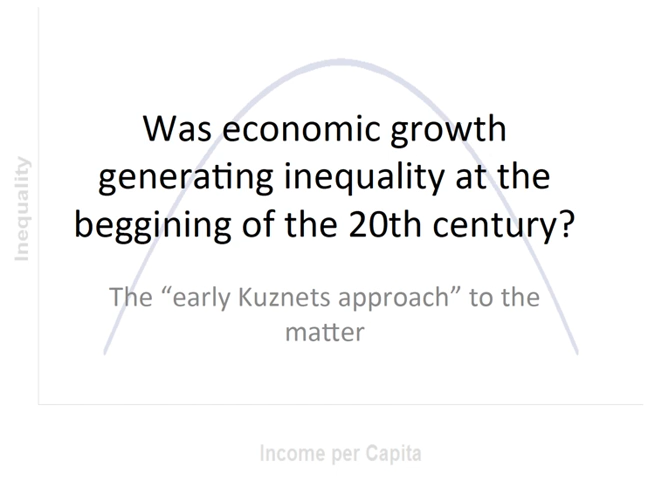 Was economic growth
generating inequality at the
beggining of the 20th century?
The “early Kuznets approach” to the
matter
Inequality
Income per Capita